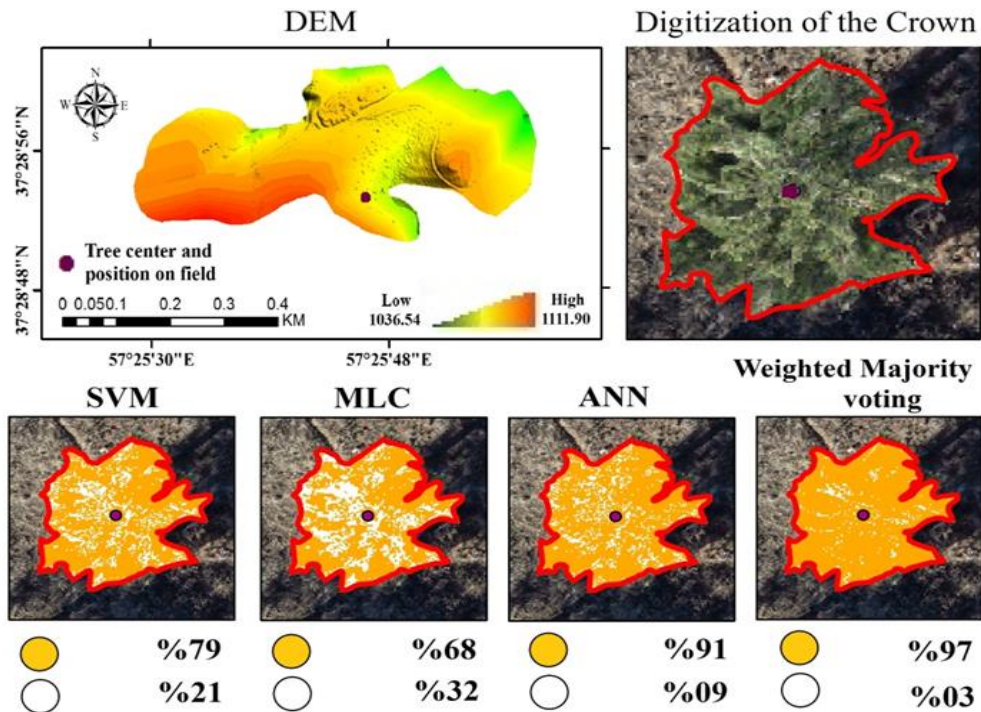 DEM
Digitization of the Crown
N
W E
S
37°28'56"N
37°28'48"N
Tree center and
position on field
0 0.050.1 0.2 0.3 0.4
KM
Low
1036.54
High
1111.90
57°25'30"E
57°25'48"E
SVM
MLC
ANN
Weighted Majority
voting
%79
%68
%91
%97
%21
%32
%09
%03